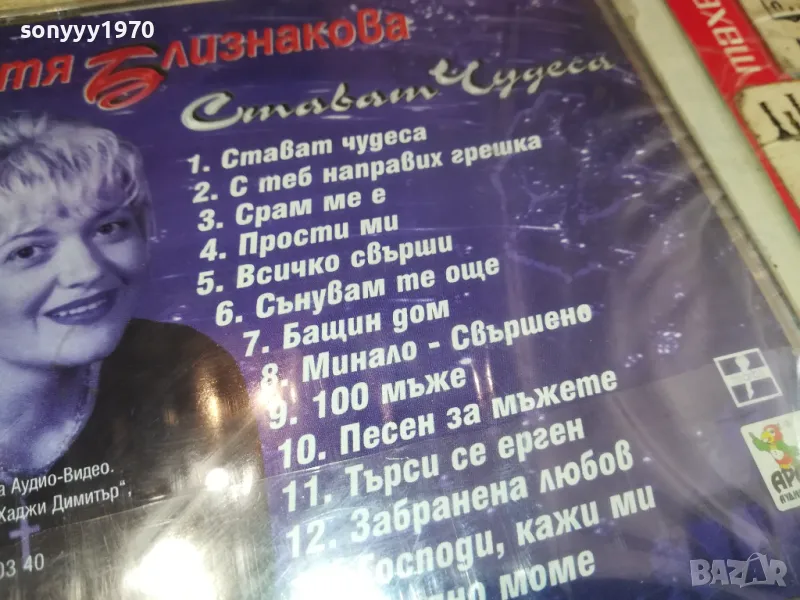 тя Близнакова
Стават Чудеса
1. Стават чудеса
2. С теб направих грешка
3. Срам ме е
4. Прости ми
5. Всичко свърши
6. Сънувам те още
7. Бащин дом
8. Минало - Свършено
9. 100 мъже
10. Песен за мъжете
11. Търси се ерген
12. Забранена любов
Господи, кажи ми
моме
а Аудио-Видео.
Хаджи Димитър",
03 40
sonyyy1970
sonyyy1970
BAZAR
.bg